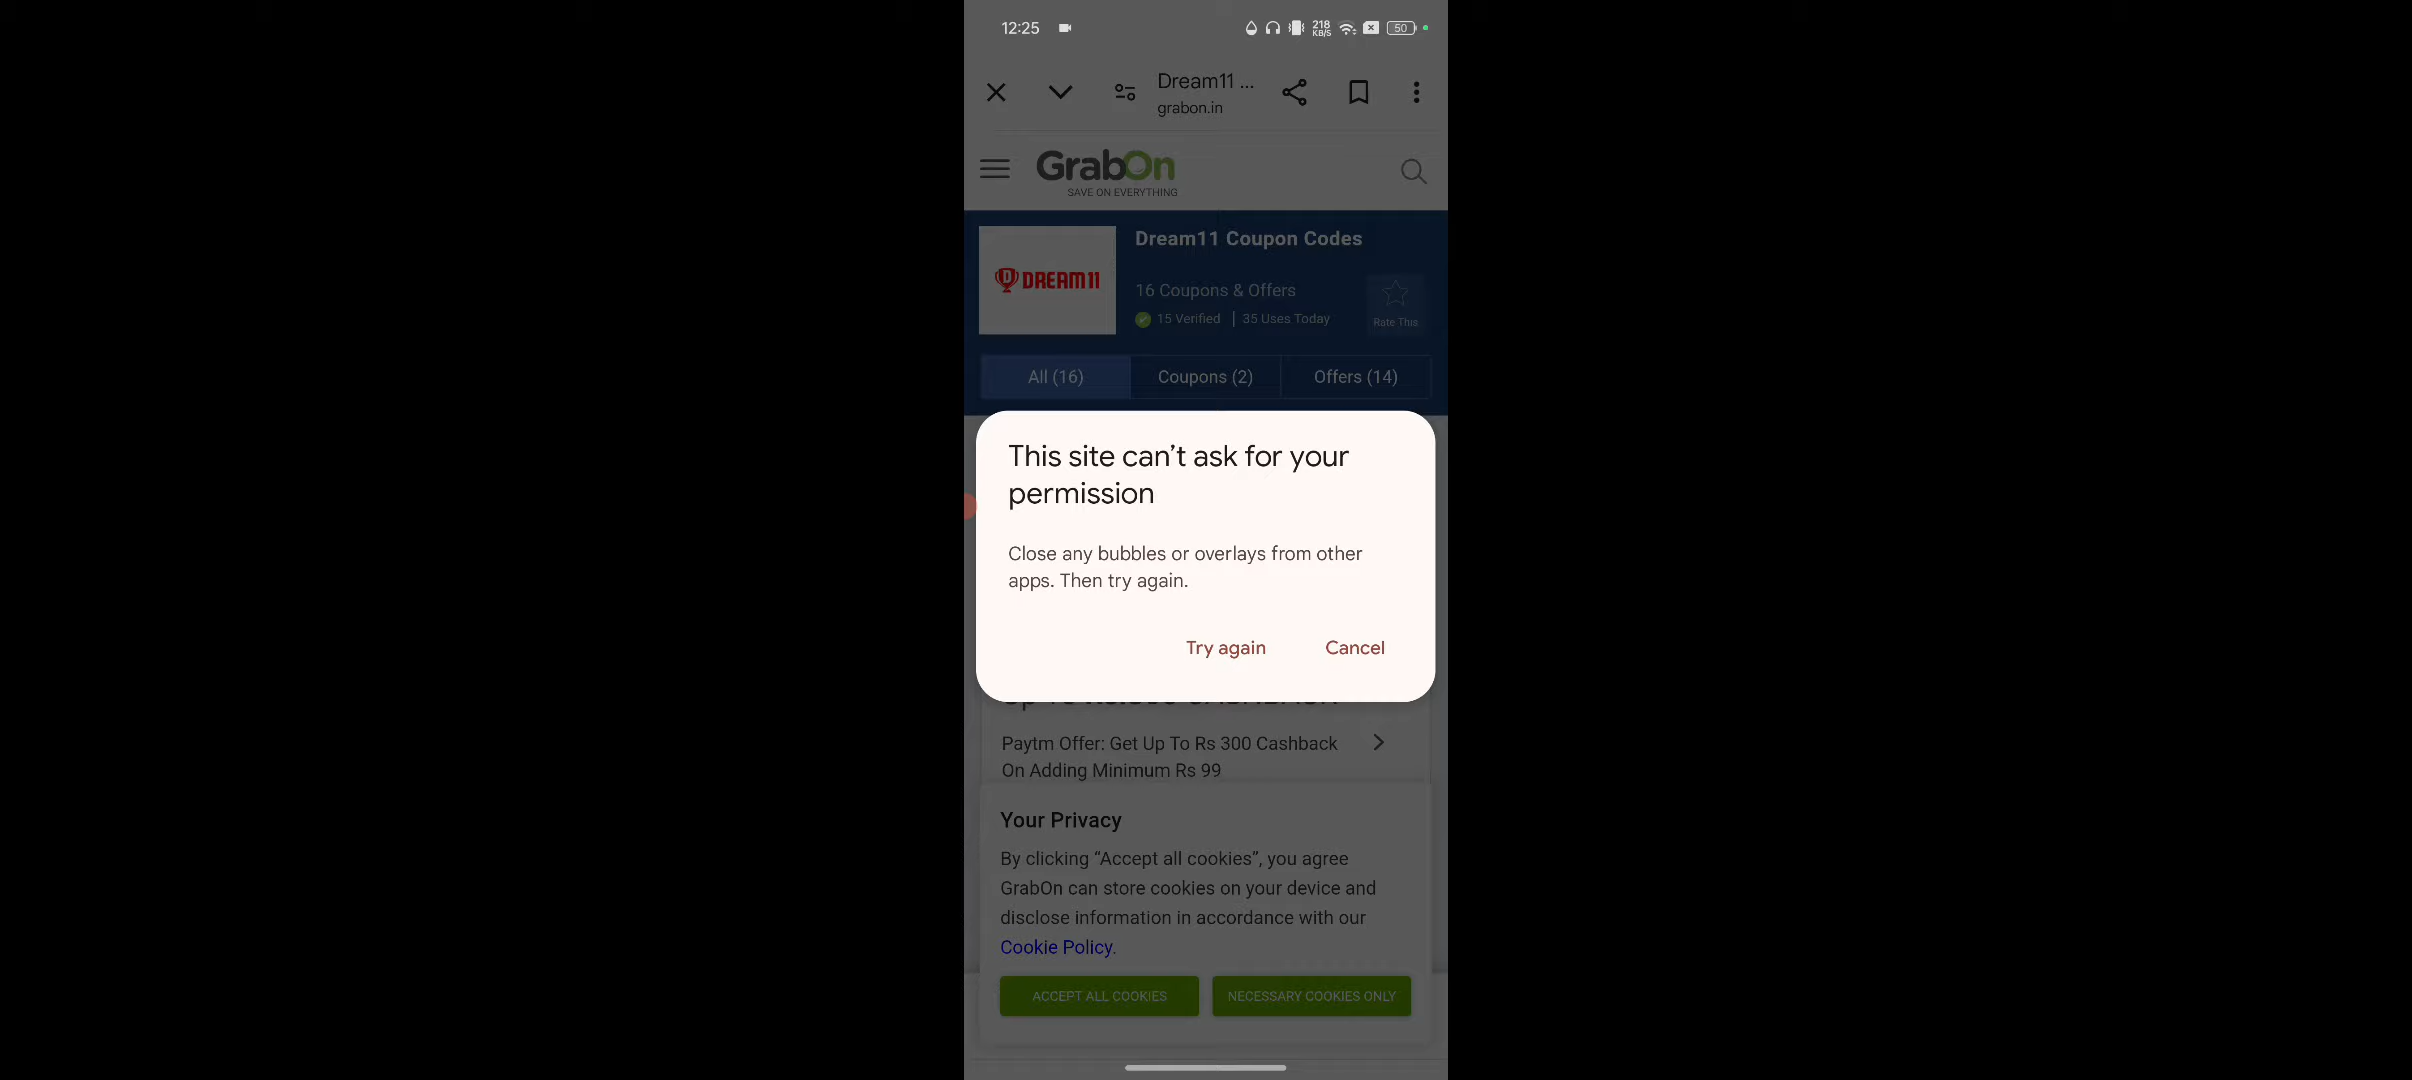 12:25
218
KB/S
50
Dream11 ...
grabon.in
GrabOn
SAVE ON EVERYTHING
DREAM11
Dream11 Coupon Codes
16 Coupons & Offers
15 Verified | 35 Uses Today
Rate This
All (16)
Coupons (2)
Offers (14)
This site can’t ask for your
permission
Close any bubbles or overlays from other
apps. Then try again.
Try again
Cancel
Paytm Offer: Get Up To Rs 300 Cashback
On Adding Minimum Rs 99
Your Privacy
By clicking “Accept all cookies”, you agree
GrabOn can store cookies on your device and
disclose information in accordance with our
Cookie Policy.
ACCEPT ALL COOKIES
NECESSARY COOKIES ONLY